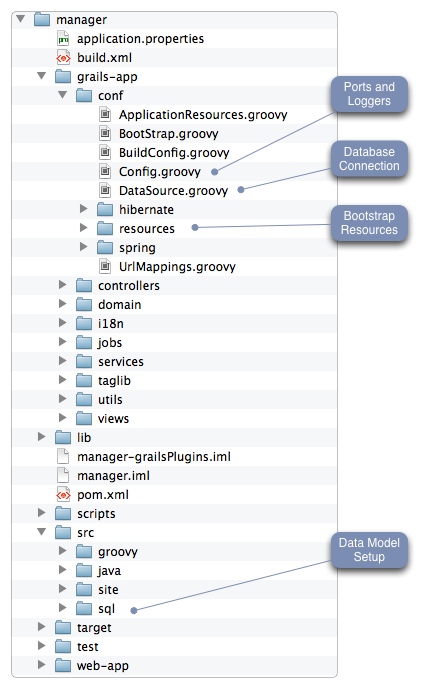 manager
application.properties
build.xml
grails-app
conf
ApplicationResources.groovy
BootStrap.groovy
BuildConfig.groovy
Config.groovy
DataSource.groovy
hibernate
resources
spring
UrlMappings.groovy
controllers
domain
i18n
jobs
services
taglib
utils
views
lib
manager-grailsPlugins.iml
manager.iml
pom.xml
scripts
src
groovy
java
site
sql
target
test
web-app
Ports and
Loggers
Database
Connection
Bootstrap
Resources
Data Model
Setup